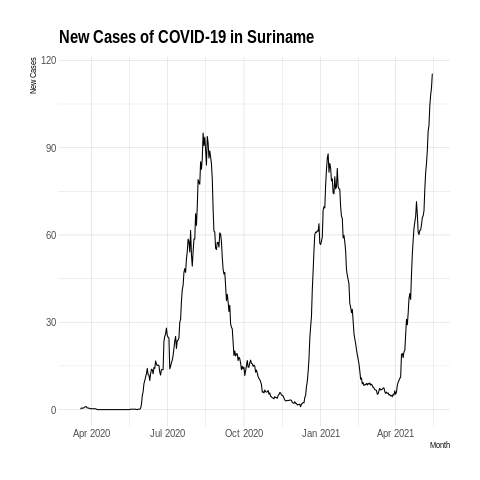 New Cases of COVID-19 in Suriname
New Cases
120
90
60
30
0
Apr 2020 Jul 2020 Oct 2020 Jan 2021 Apr 2021
Month